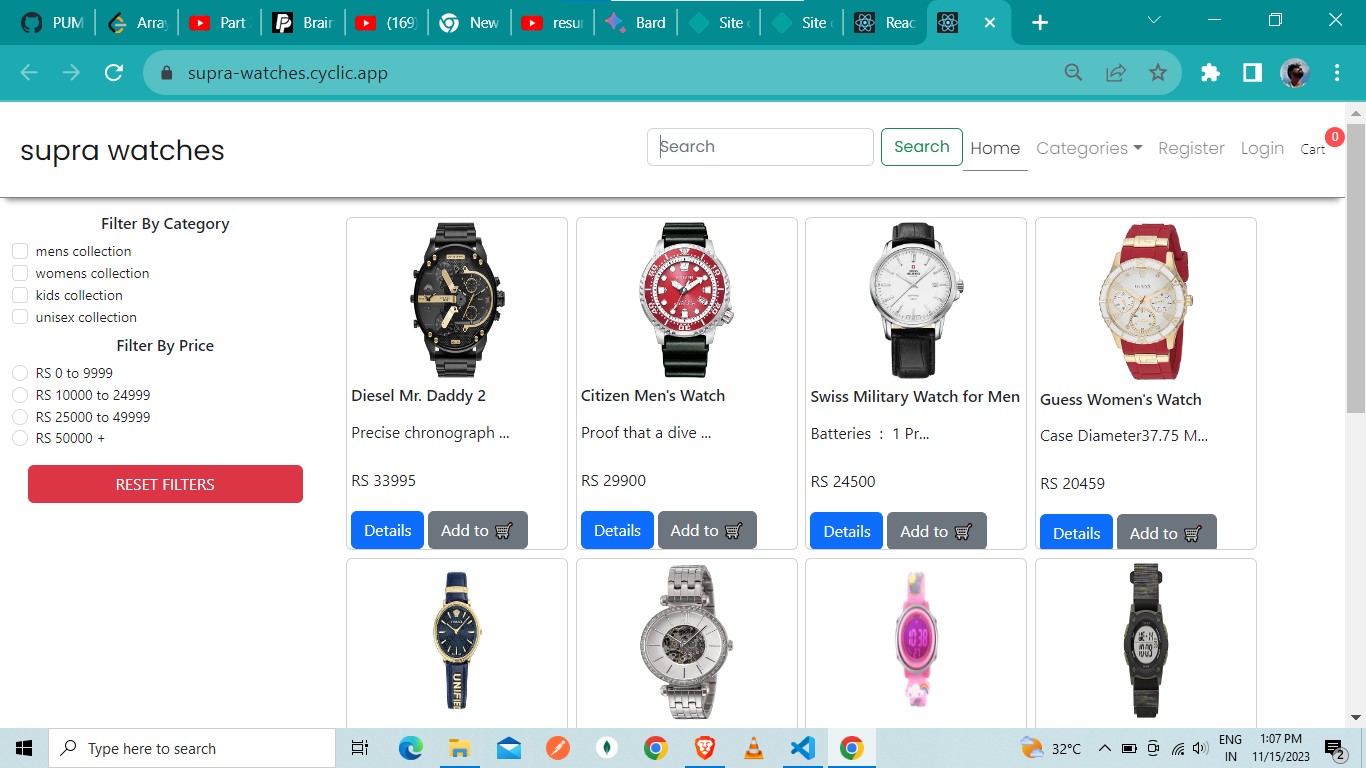 PUM
Array
Part
Brain
(169)
New
resu
Bard
Site
Site
Reac
supra-watches.cyclic.app
supra watches
Search
Search
Home
Categories
Register
Login
Cart
0
Filter By Category
mens collection
womens collection
kids collection
unisex collection
Filter By Price
RS 0 to 9999
RS 10000 to 24999
RS 25000 to 49999
RS 50000 +
RESET FILTERS
Diesel Mr. Daddy 2
Precise chronograph ...
RS 33995
Details
Add to
Citizen Men's Watch
Proof that a dive ...
RS 29900
Details
Add to
Swiss Military Watch for Men
Batteries : 1 Pr...
RS 24500
Details
Add to
Guess Women's Watch
Case Diameter37.75 M...
RS 20459
Details
Add to
UNIFIE
Type here to search
32°C
ENG
IN
1:07 PM
11/15/2023
2